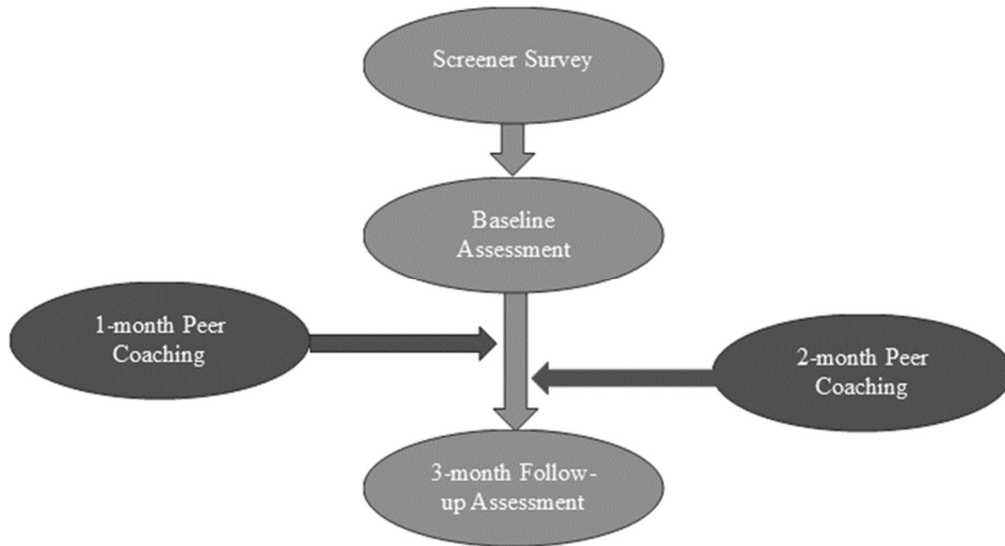 Screener Survey
Baseline
Assessment
1-month Peer
Coaching
2-month Peer
Coaching
3-month Follow-
up Assessment